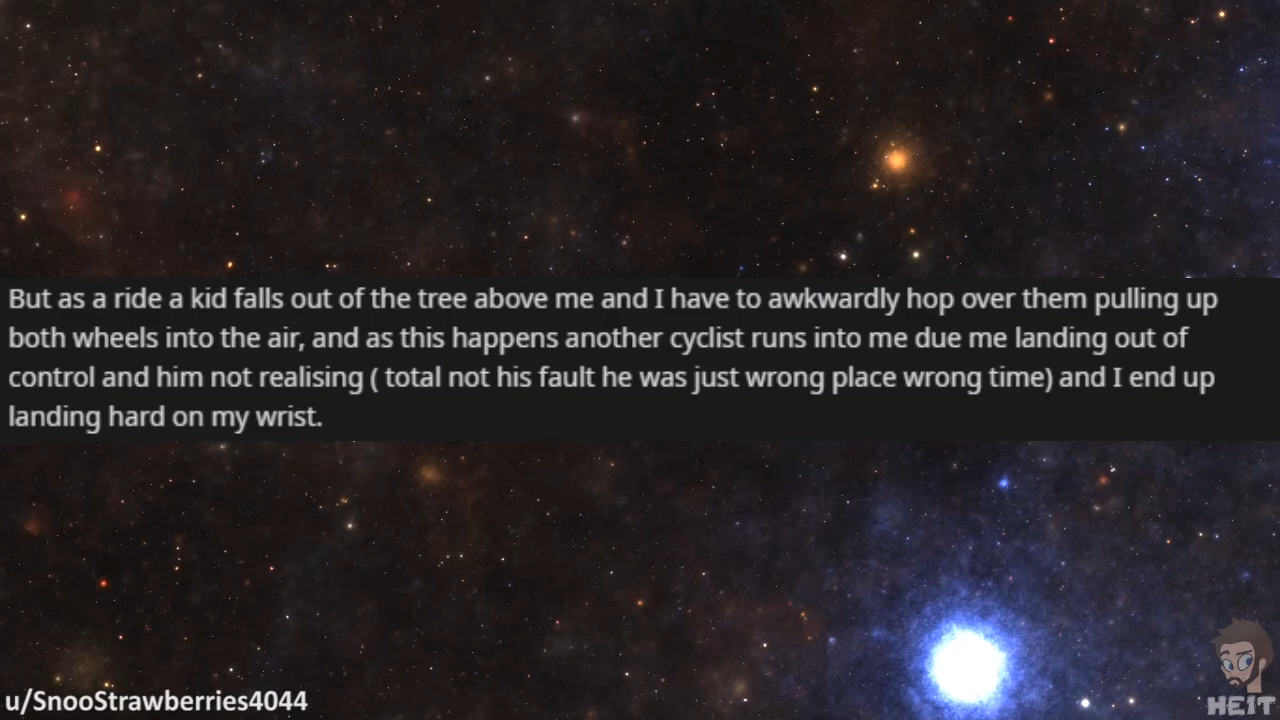 But as a ride a kid falls out of the tree above me and I have to awkwardly hop over them pulling up
both wheels into the air, and as this happens another cyclist runs into me due me landing out of
control and him not realising ( total not his fault he was just wrong place wrong time) and I end up
landing hard on my wrist.
u/SnooStrawberries4044
HEIT